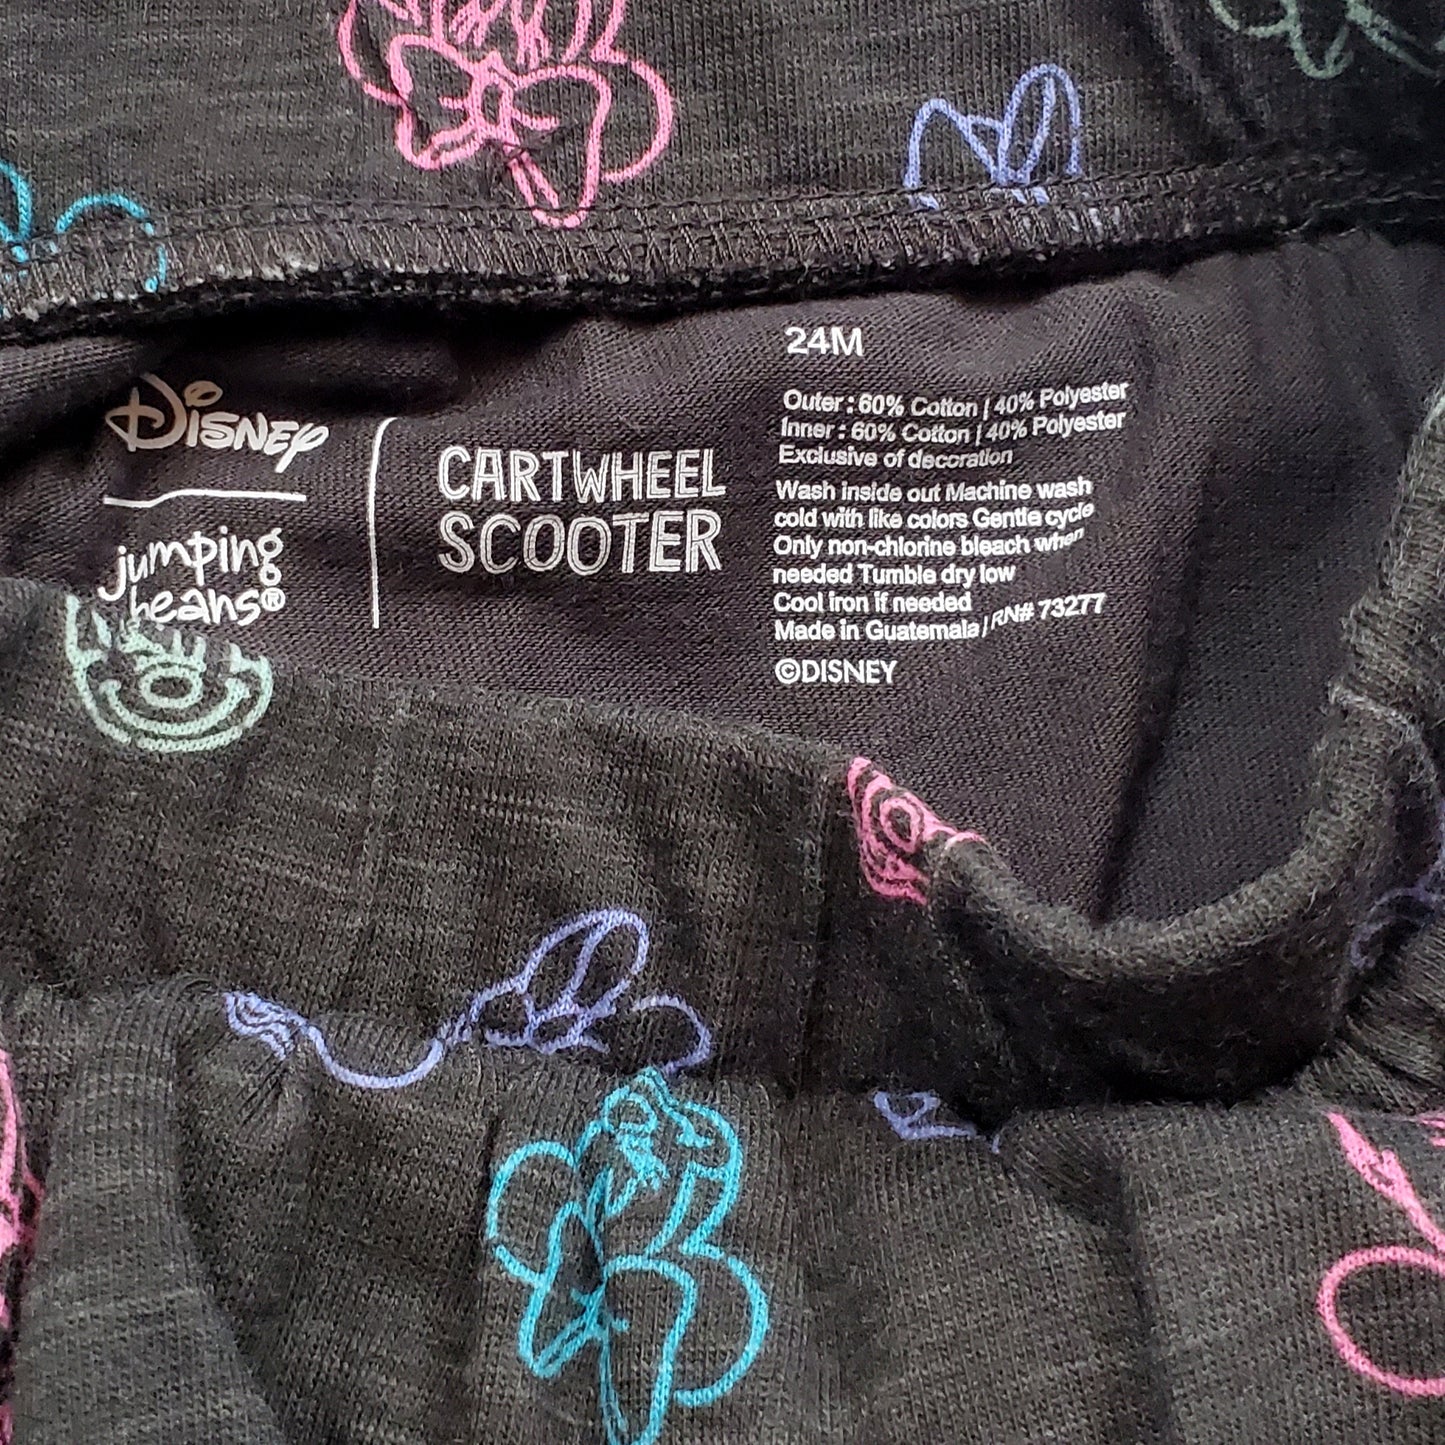 DISNEY
jumping
beans®
CARTWHEEL
SCOOTER
24M
Outer : 60% Cotton | 40% Polyester
Inner : 60% Cotton | 40% Polyester
Exclusive of decoration
Wash inside out Machine wash
cold with like colors Gentle cycle
Only non-chlorine bleach when
needed Tumble dry low
Cool iron if needed
Made in Guatemala / RN# 73277
©DISNEY